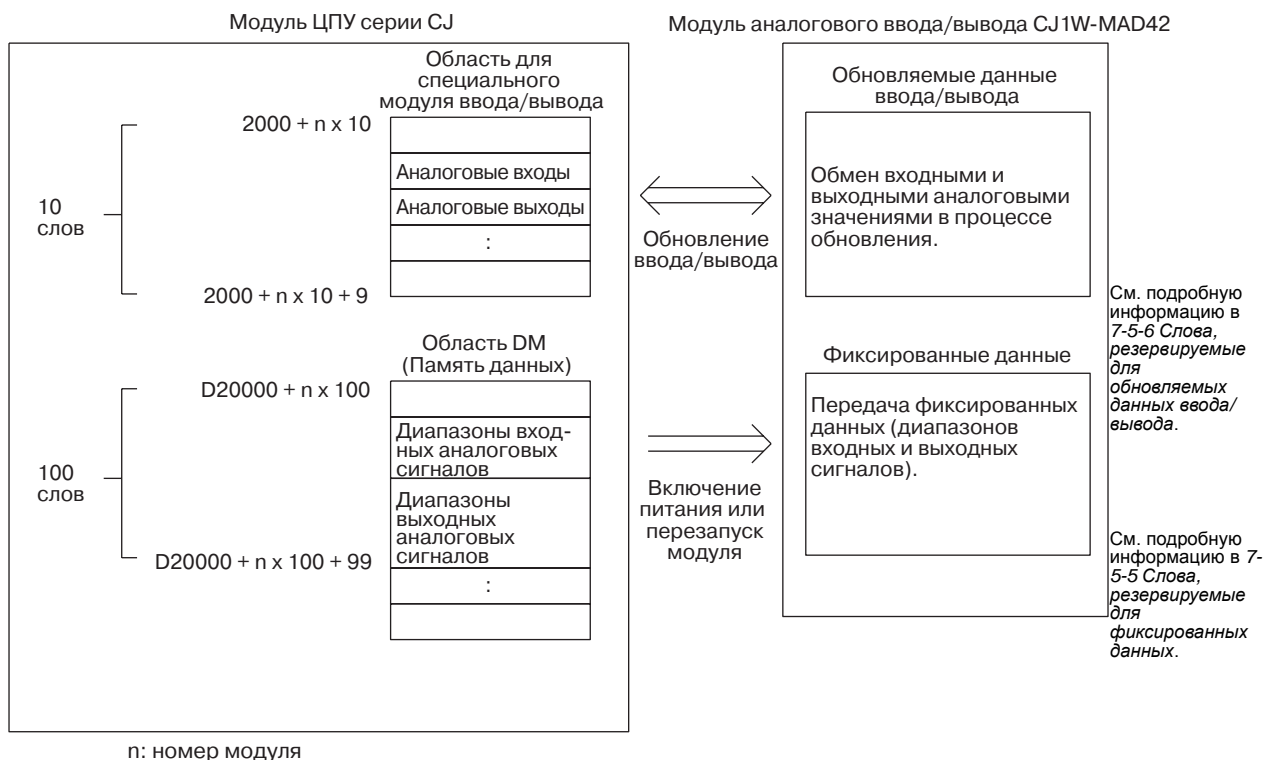 Модуль ЦПУ серии CJ
Модуль аналогового ввода/вывода CJ1W-MAD42
Область для
специального
модуля ввода/вывода
2000 + n x 10
Аналоговые входы
Аналоговые выходы
:
10
слов
2000 + n x 10 + 9
Обновление
ввода/вывода
Обновляемые данные
ввода/вывода
Обмен входными и
выходными аналоговыми
значениями в процессе
обновления.
См. подробную
информацию в
7-5-6 Слова,
резервируемые
для
обновляемых
данных ввода/
вывода.
Область DM
(Память данных)
D20000 + n x 100
Диапазоны вход-
ных аналоговых
сигналов
Диапазоны
выходных
аналоговых
сигналов
:
100
слов
D20000 + n x 100 + 99
Включение
питания или
перезапуск
модуля
Фиксированные данные
Передача фиксированных
данных (диапазонов
входных и выходных
сигналов).
См. подробную
информацию в 7-
5-5 Слова,
резервируемые
для
фиксированных
данных.
n: номер модуля